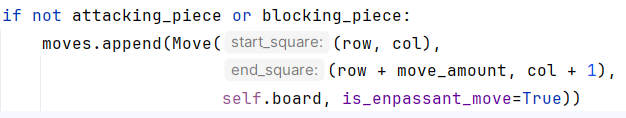 if not attacking_piece or blocking_piece:
moves.append(Move( start_square: (row, col),
end_square: (row + move_amount, col + 1),
self.board, is_enpassant_move=True))